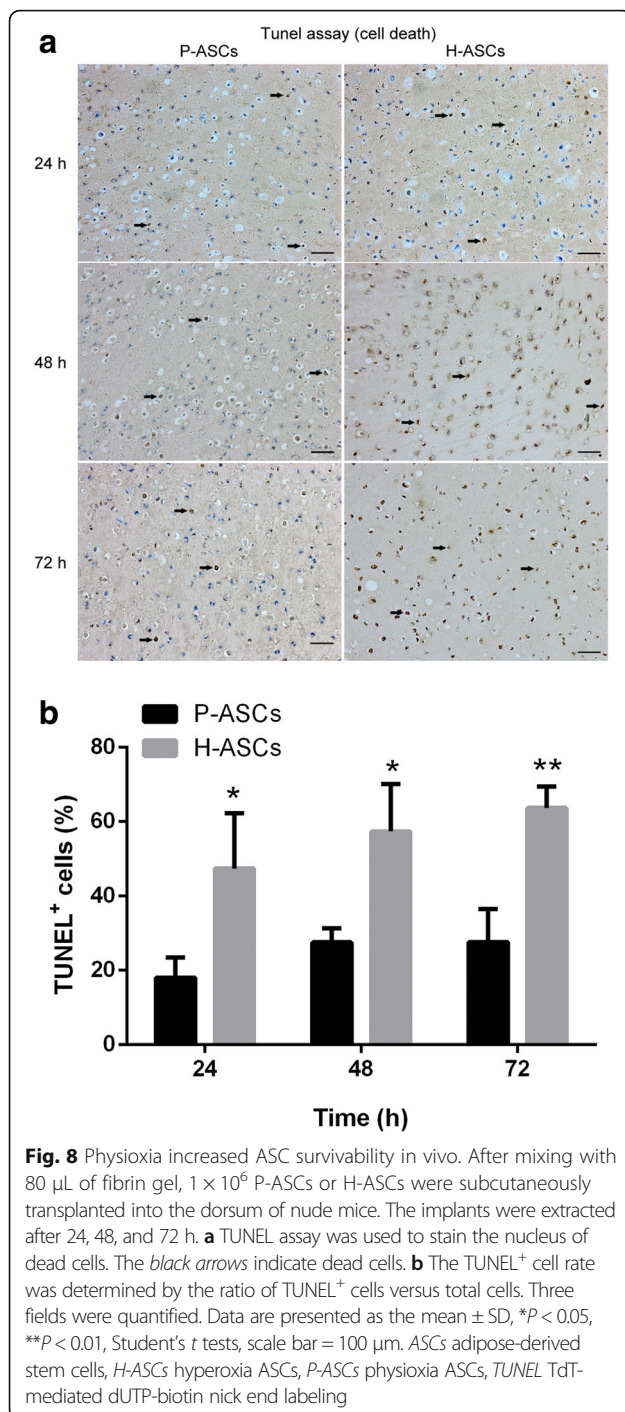 a
Tunel assay (cell death)
P-ASCs H-ASCs
24 h
48 h
72 h
b
P-ASCs
H-ASCs
80
60
40
20
0
TUNEL⁺ cells (%)
* * **
24 48 72
Time (h)
Fig. 8 Physioxia increased ASC survivability in vivo. After mixing with
80 μL of fibrin gel, 1 × 10⁶ P-ASCs or H-ASCs were subcutaneously
transplanted into the dorsum of nude mice. The implants were extracted
after 24, 48, and 72 h. a TUNEL assay was used to stain the nucleus of
dead cells. The black arrows indicate dead cells. b The TUNEL⁺ cell rate
was determined by the ratio of TUNEL⁺ cells versus total cells. Three
fields were quantified. Data are presented as the mean ± SD, *P < 0.05,
**P < 0.01, Student's t tests, scale bar = 100 μm. ASCs adipose-derived
stem cells, H-ASCs hyperoxia ASCs, P-ASCs physioxia ASCs, TUNEL TdT-
mediated dUTP-biotin nick end labeling